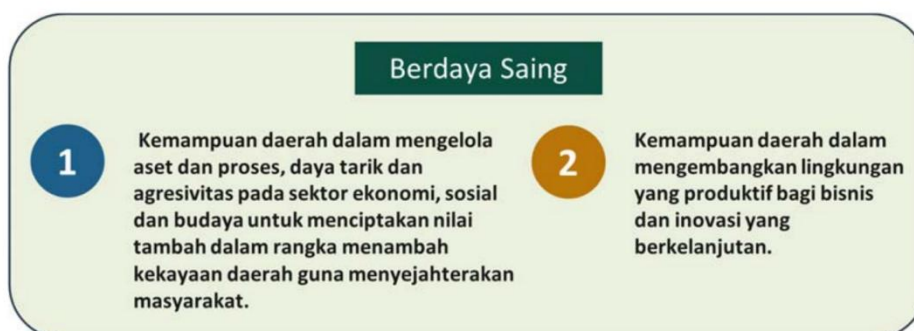 Berdaya Saing
1
Kemampuan daerah dalam mengelola
aset dan proses, daya tarik dan
agresivitas pada sektor ekonomi, sosial
dan budaya untuk menciptakan nilai
tambah dalam rangka menambah
kekayaan daerah guna menyejahterakan
masyarakat.
2
Kemampuan daerah dalam
mengembangkan lingkungan
yang produktif bagi bisnis
dan inovasi yang
berkelanjutan.